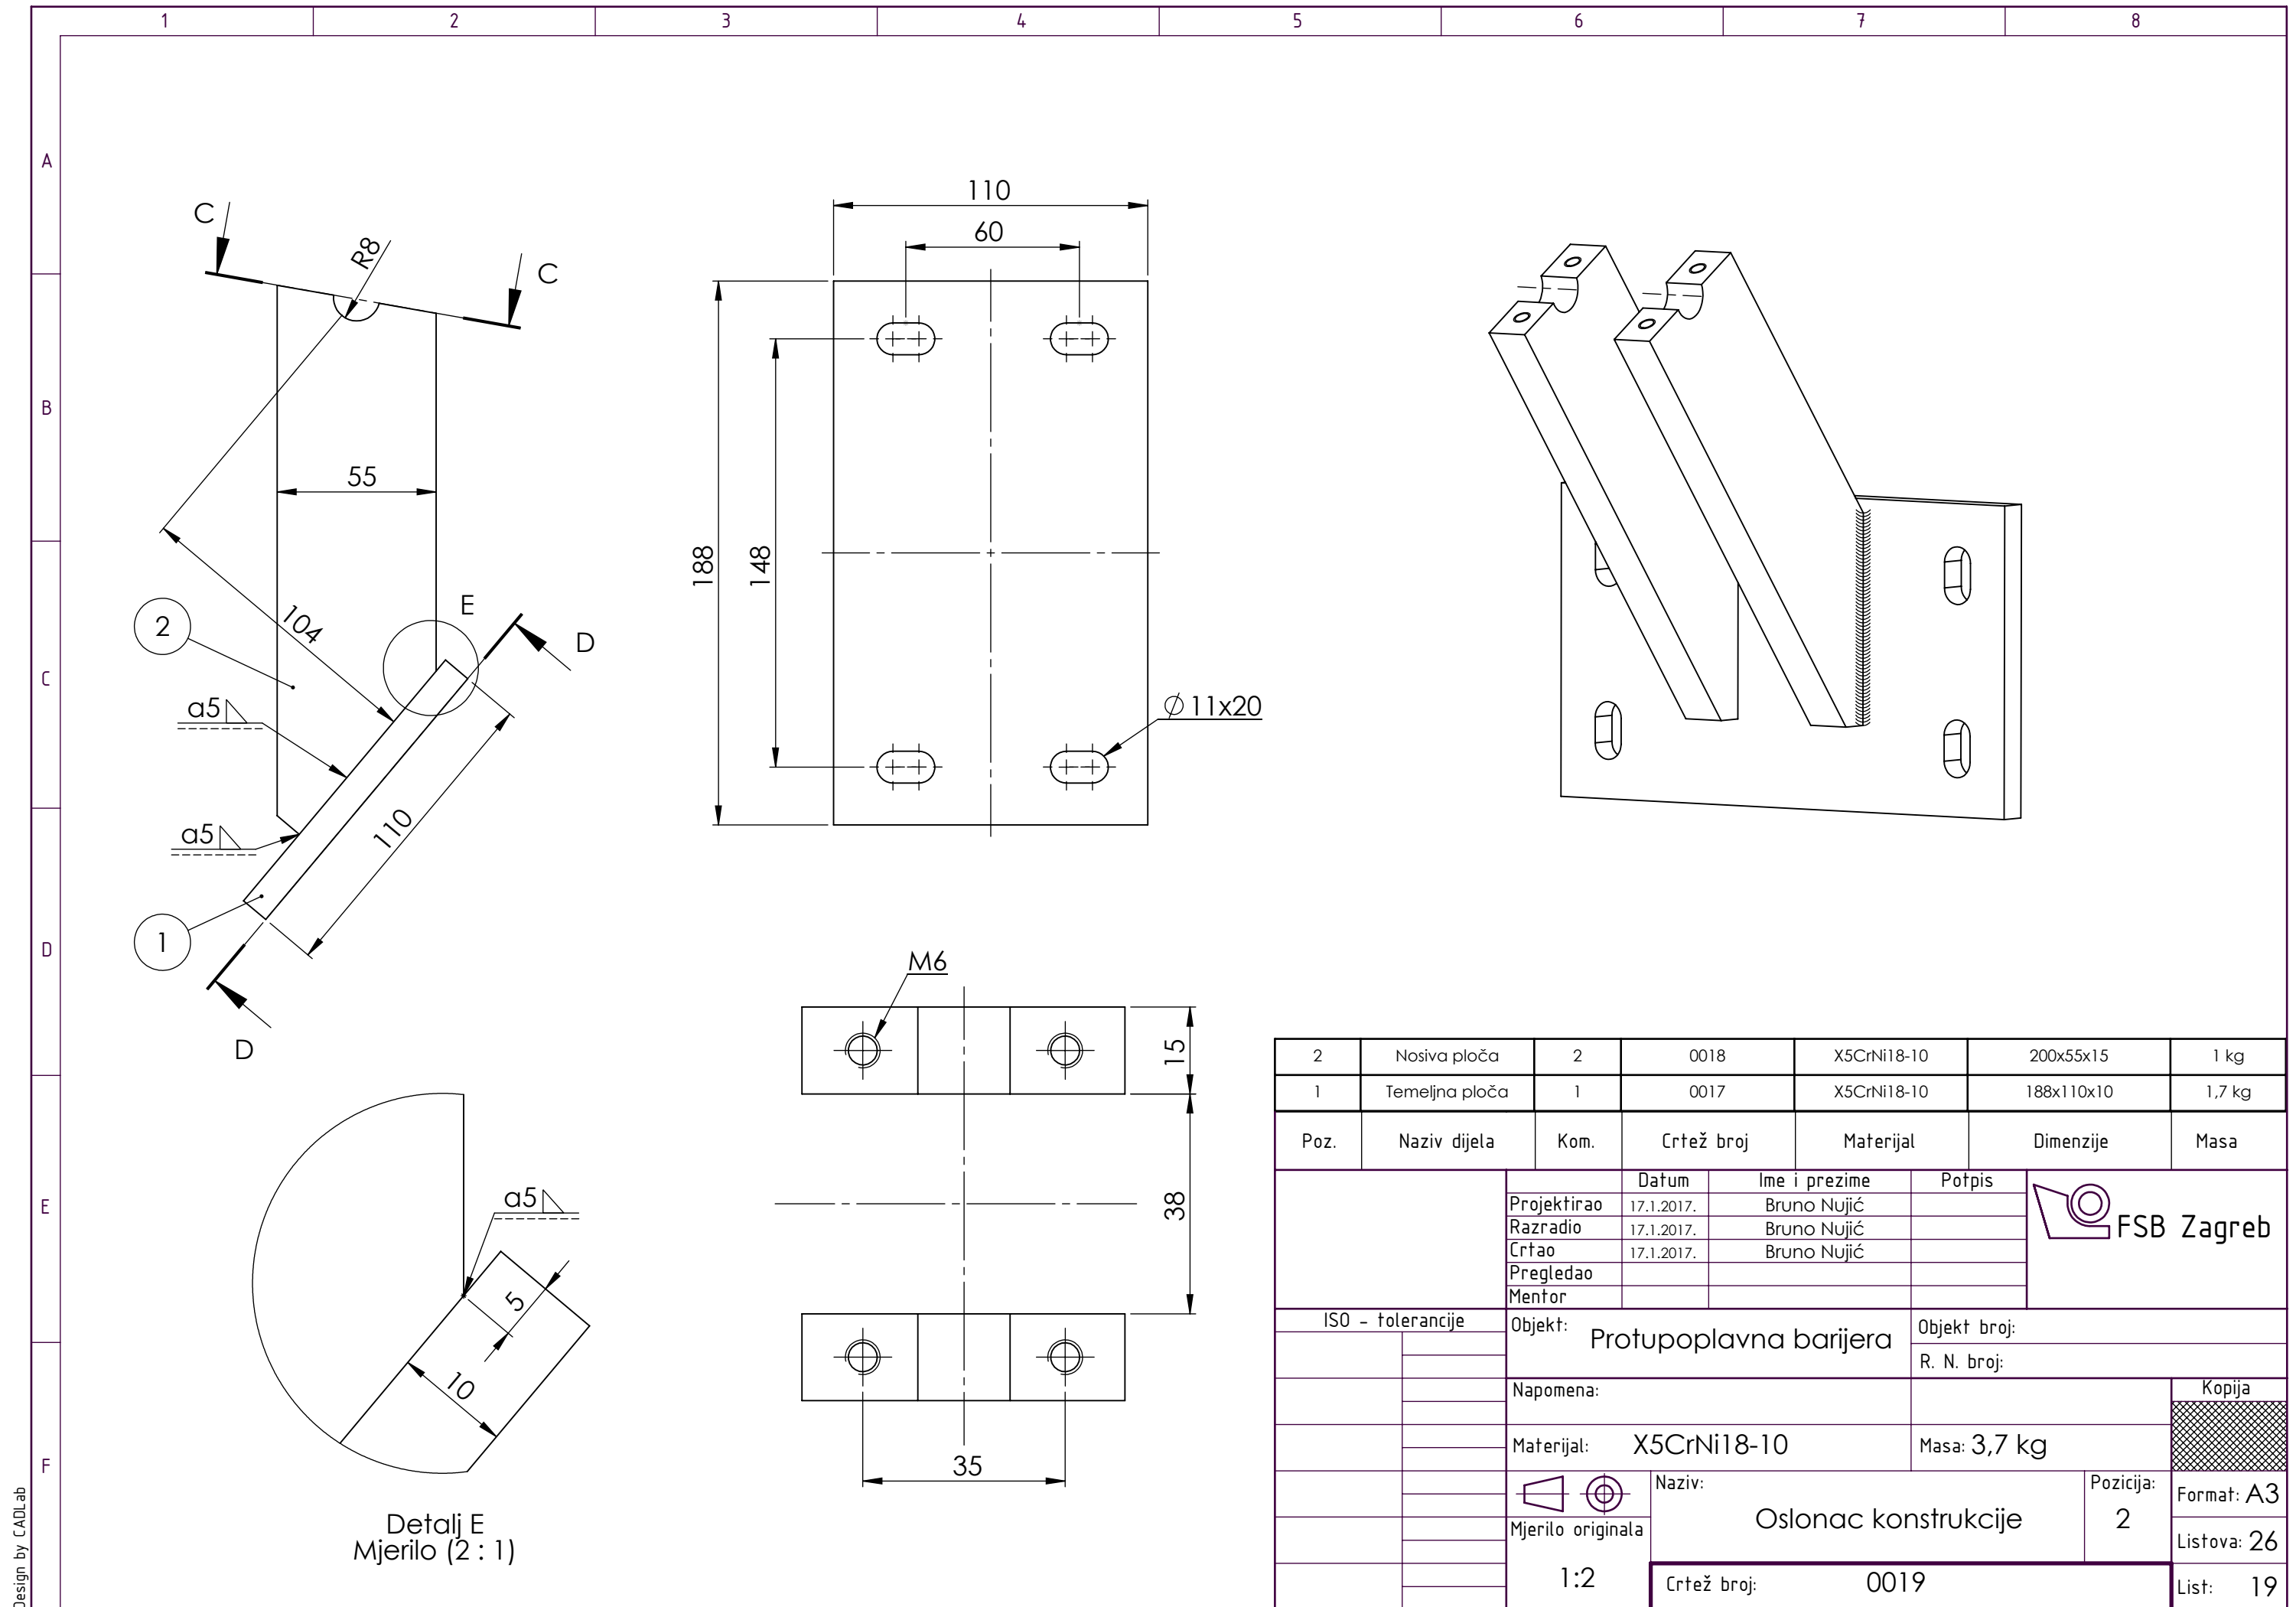 1 2 3 4 5 6 7 8
A
B
C
D
E
F
C
C
R8
55
104
2
E
D
a5
a5
110
1
D
110
60
188
148
⌀ 11x20
M6
15
38
35
a5
5
10
Detalj E
Mjerilo (2 : 1)
Design by CADLab
2 Nosiva ploča 2 0018 X5CrNi18-10 200x55x15 1 kg
1 Temeljna ploča 1 0017 X5CrNi18-10 188x110x10 1,7 kg
Poz. Naziv dijela Kom. Crtež broj Materijal Dimenzije Masa
Datum Ime i prezime Potpis
Projektirao 17.1.2017. Bruno Nujić
Razradio 17.1.2017. Bruno Nujić
Crtao 17.1.2017. Bruno Nujić
Pregledao
Mentor
FSB Zagreb
ISO - tolerancije
Objekt: Protupoplavna barijera
Objekt broj:
R. N. broj:
Napomena:
Kopija
Materijal: X5CrNi18-10
Masa: 3,7 kg
Mjerilo originala
1:2
Naziv:
Oslonac konstrukcije
Pozicija:
2
Format: A3
Listova: 26
Crtež broj: 0019
List: 19